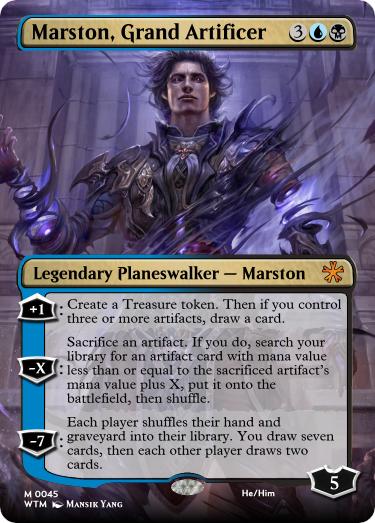 Marston, Grand Artificer 3
Legendary Planeswalker — Marston
+1: Create a Treasure token. Then if you control
three or more artifacts, draw a card.
-X: Sacrifice an artifact. If you do, search your
library for an artifact card with mana value
less than or equal to the sacrificed artifact's
mana value plus X, put it onto the
battlefield, then shuffle.
-7: Each player shuffles their hand and
graveyard into their library. You draw seven
cards, then each other player draws two
cards.
5
M 0045 He/Him
WTM Mansik Yang